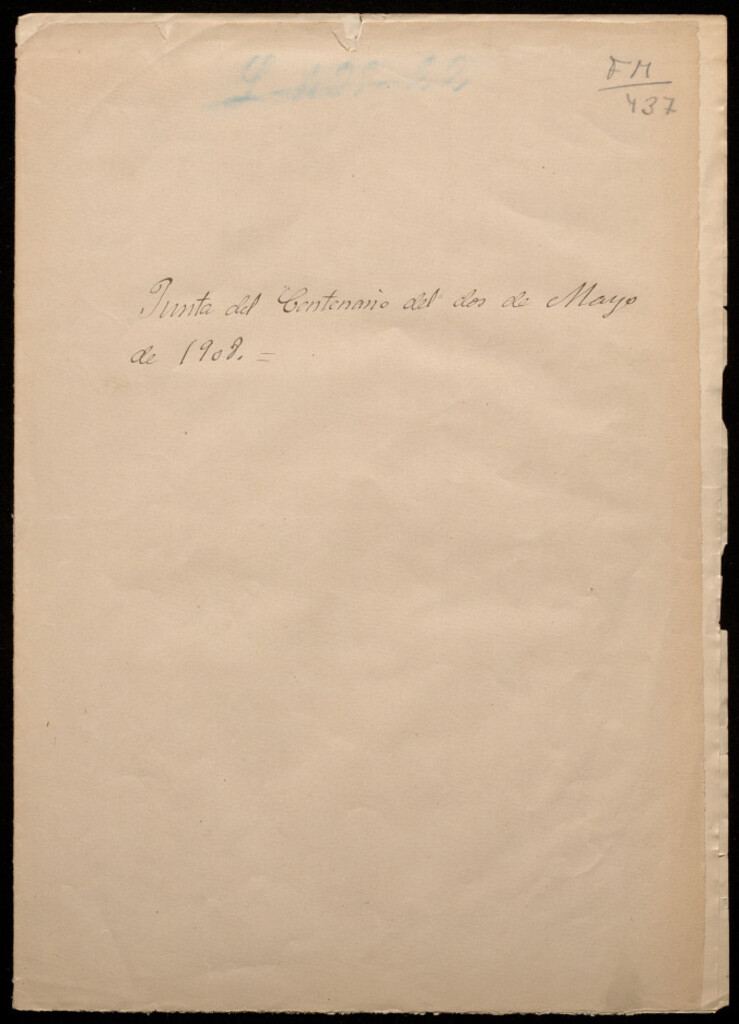 FM
437
Junta del Centenario del dos de Mayo
de 1908. =